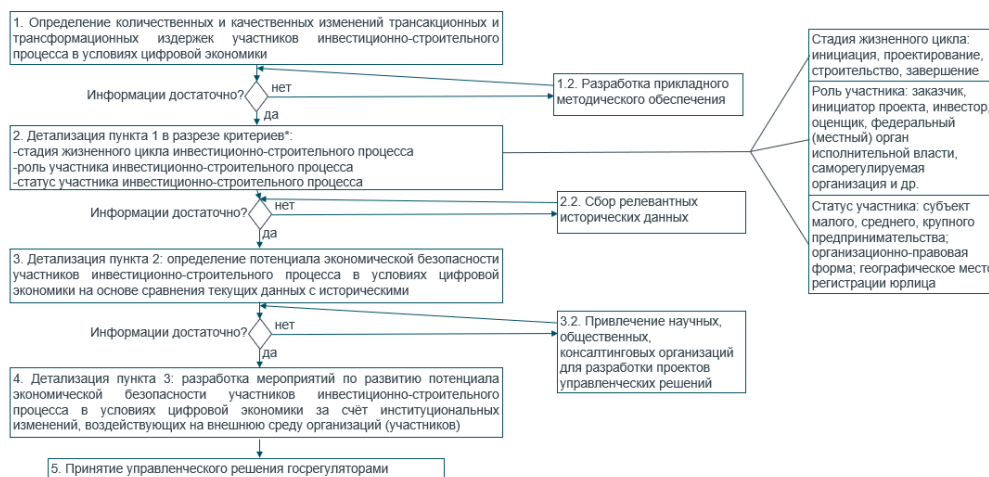 1. Определение количественных и качественных изменений трансакционных и
трансформационных издержек участников инвестиционно-строительного
процесса в условиях цифровой экономики
Информации достаточно?
нет
да
1.2. Разработка прикладного
методического обеспечения
2. Детализация пункта 1 в разрезе критериев*:
-стадия жизненного цикла инвестиционно-строительного процесса
-роль участника инвестиционно-строительного процесса
-статус участника инвестиционно-строительного процесса
Стадия жизненного цикла:
инициация, проектирование,
строительство, завершение
Роль участника: заказчик,
инициатор проекта, инвестор,
оценщик, федеральный
(местный) орган
исполнительной власти,
саморегулируемая
организация и др.
Статус участника: субъект
малого, среднего, крупного
предпринимательства;
организационно-правовая
форма; географическое место
регистрации юрлица
Информации достаточно?
нет
да
2.2. Сбор релевантных
исторических данных
3. Детализация пункта 2: определение потенциала экономической безопасности
участников инвестиционно-строительного процесса в условиях цифровой
экономики на основе сравнения текущих данных с историческими
Информации достаточно?
нет
да
3.2. Привлечение научных,
общественных,
консалтинговых организаций
для разработки проектов
управленческих решений
4. Детализация пункта 3: разработка мероприятий по развитию потенциала
экономической безопасности участников инвестиционно-строительного
процесса в условиях цифровой экономики за счёт институциональных
изменений, воздействующих на внешнюю среду организаций (участников)
5. Принятие управленческого решения госрегуляторами